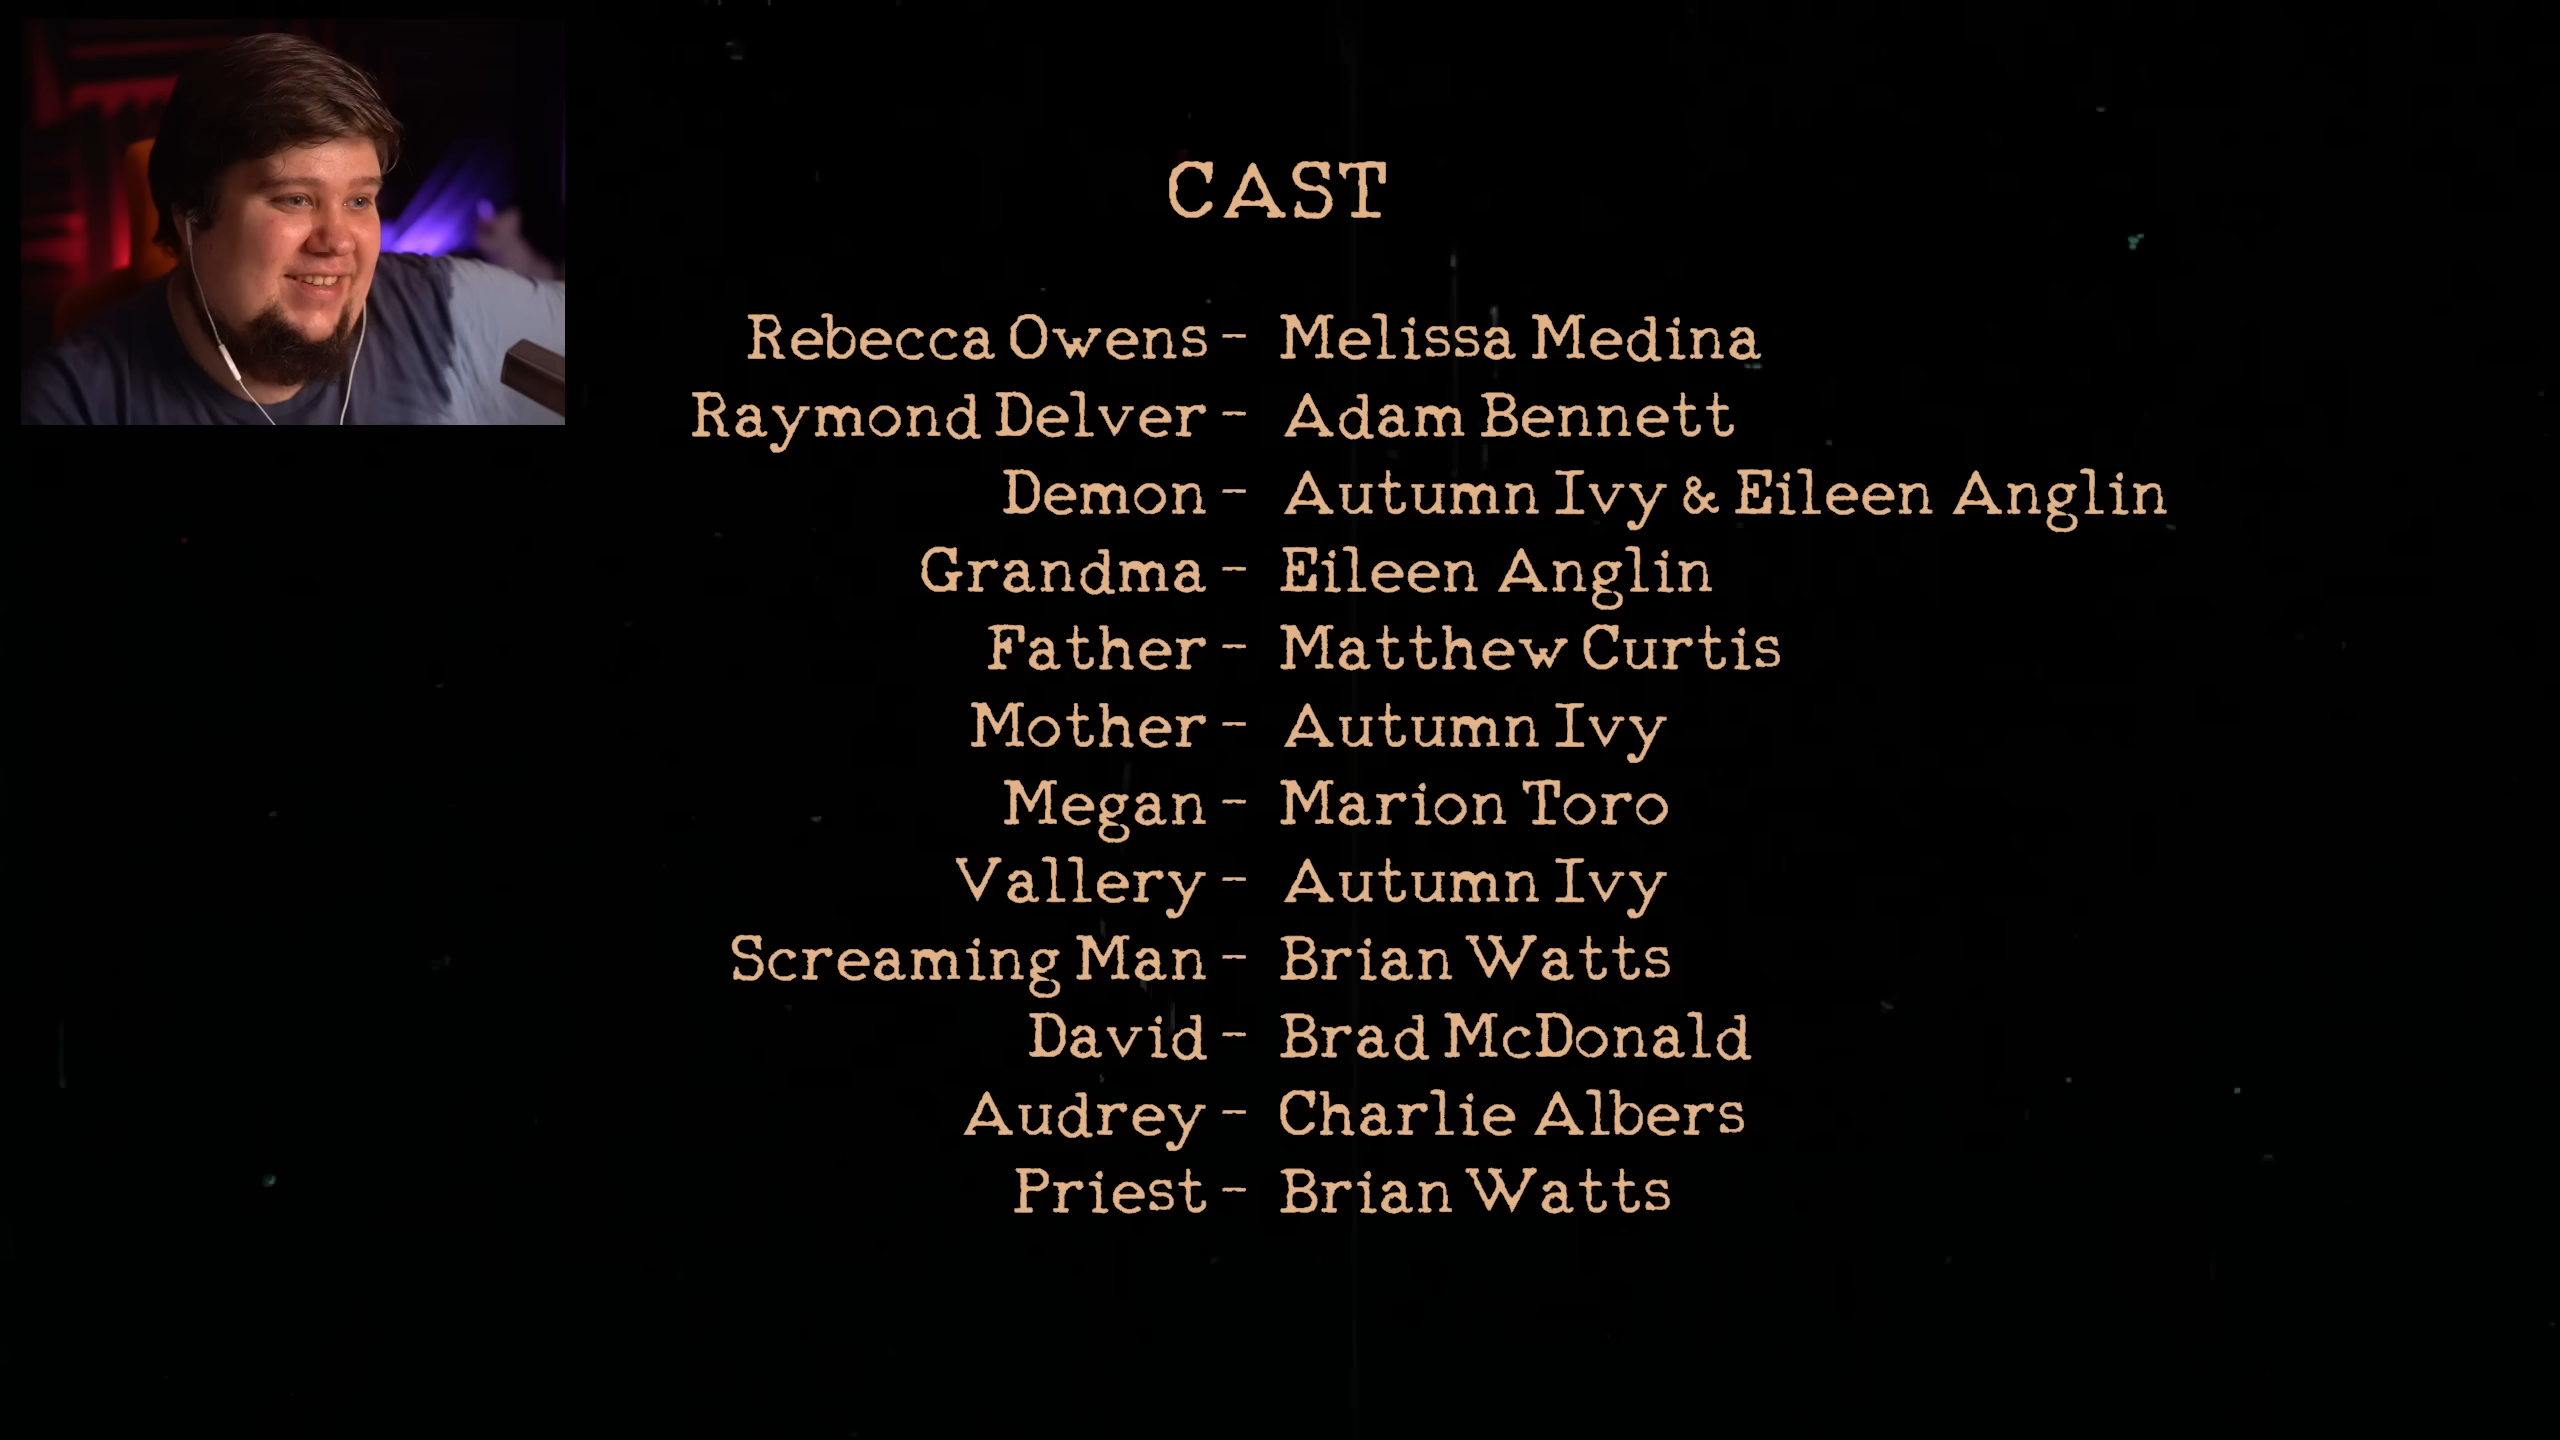 CAST
Rebecca Owens - Melissa Medina
Raymond Delver - Adam Bennett
Demon - Autumn Ivy & Eileen Anglin
Grandma - Eileen Anglin
Father - Matthew Curtis
Mother - Autumn Ivy
Megan - Marion Toro
Vallery - Autumn Ivy
Screaming Man - Brian Watts
David - Brad McDonald
Audrey - Charlie Albers
Priest - Brian Watts